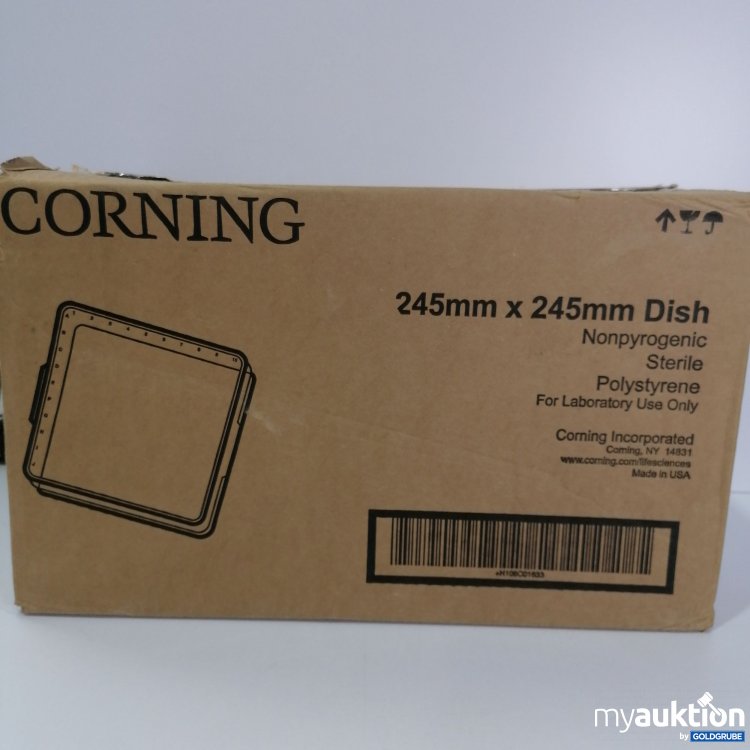 CORNING
245mm x 245mm Dish
Nonpyrogenic
Sterile
Polystyrene
For Laboratory Use Only
Corning Incorporated
Corning, NY 14831
www.corning.com/lifesciences
Made in USA
myauktion
by GOLDGRUBE